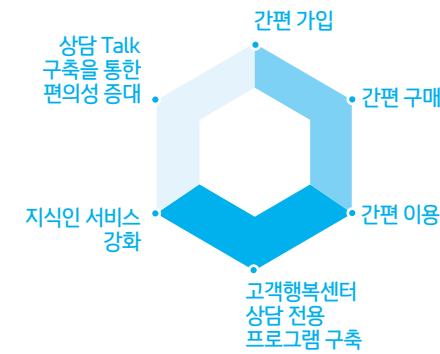 간편 가입
상담 Talk
구축을 통한
편의성 증대
간편 구매
지식인 서비스
강화
간편 이용
고객행복센터
상담 전용
프로그램 구축